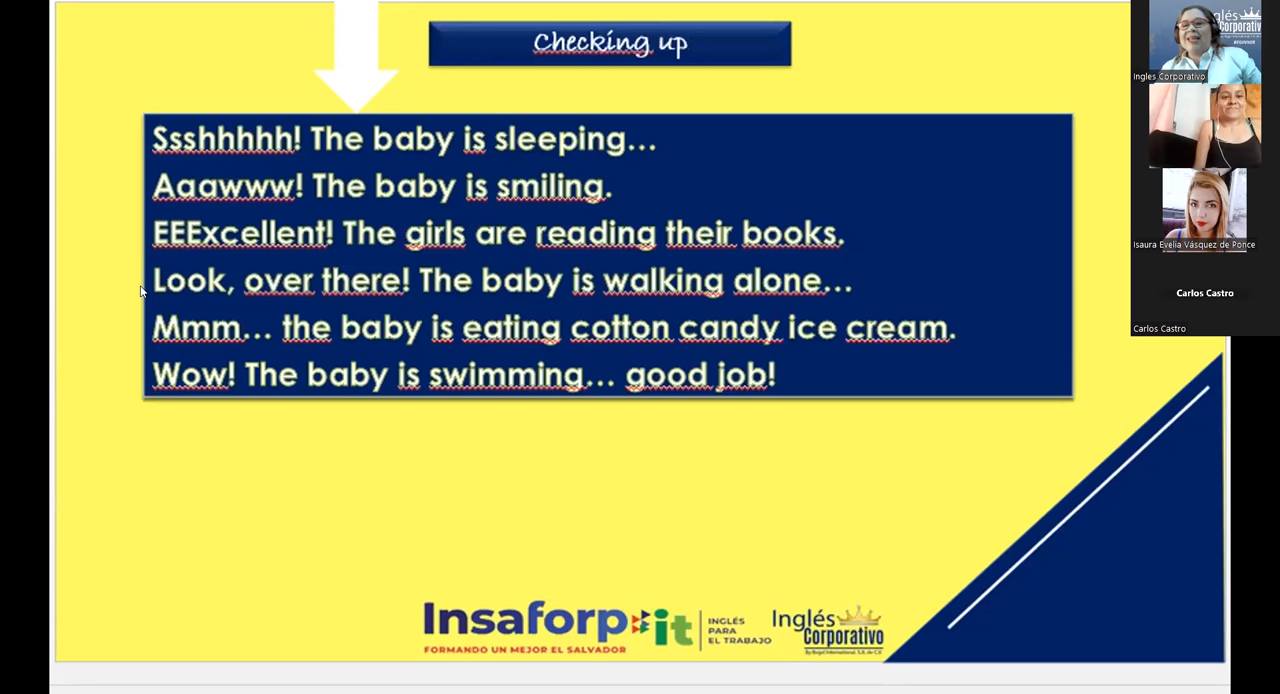 Checking up
Ssshhhhh! The baby is sleeping…
Aaawww! The baby is smiling.
EEExcellent! The girls are reading their books.
Look, over there! The baby is walking alone…
Mmm… the baby is eating cotton candy ice cream.
Wow! The baby is swimming… good job!
Insaforp
FORMANDO UN MEJOR EL SALVADOR
it
INGLÉS
PARA
EL TRABAJO
Inglés
Corporativo
glés
Corporativo
BEGINNER
Ingles Corporativo
Isaura Evelia Vásquez de Ponce
Carlos Castro
Carlos Castro